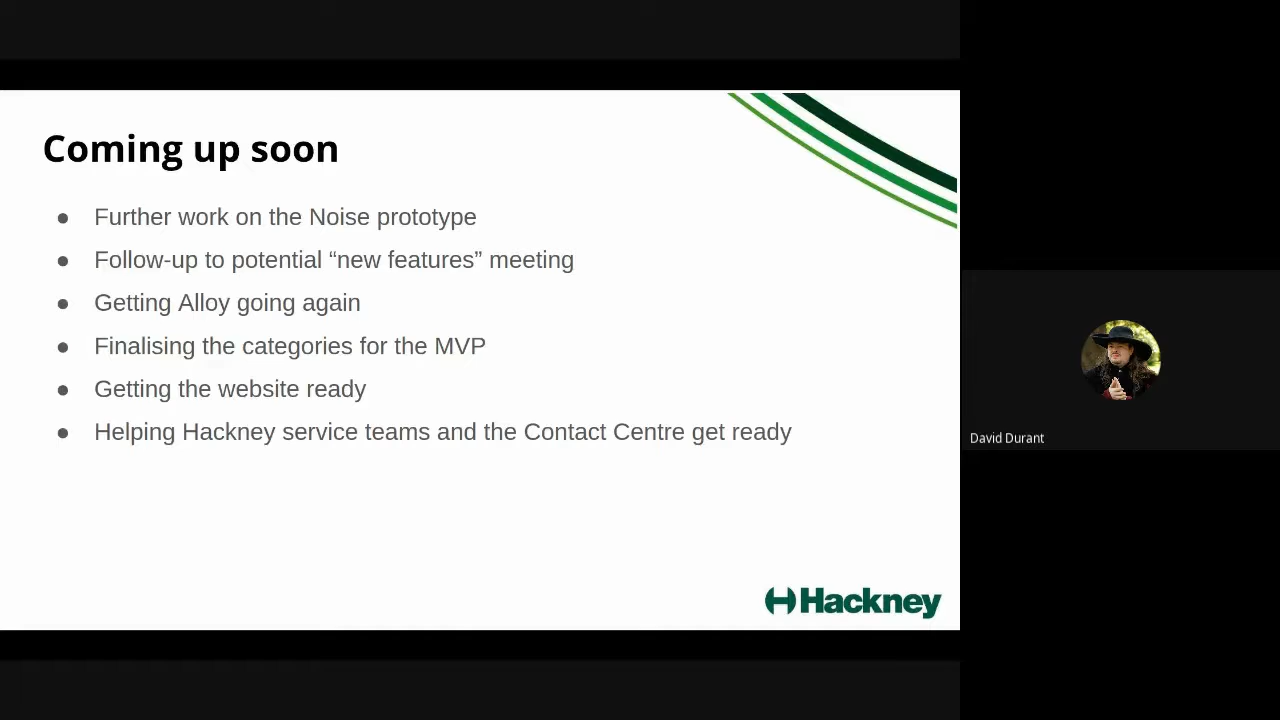 Coming up soon
● Further work on the Noise prototype
● Follow-up to potential “new features” meeting
● Getting Alloy going again
● Finalising the categories for the MVP
● Getting the website ready
● Helping Hackney service teams and the Contact Centre get ready
Hackney
David Durant